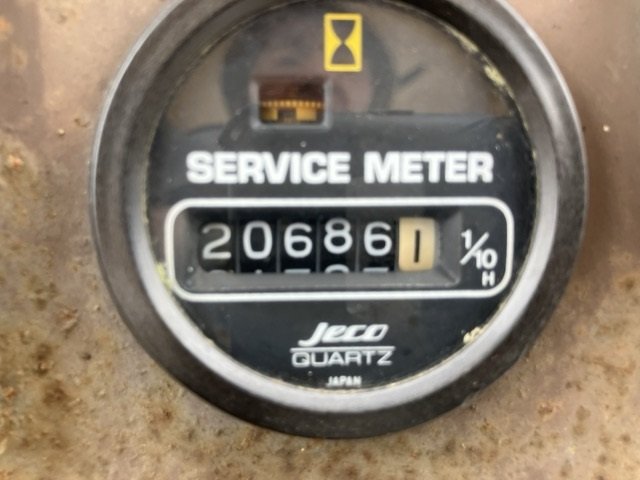 SERVICE METER
206861 1/10
H
Jeco
QUARTZ
JAPAN